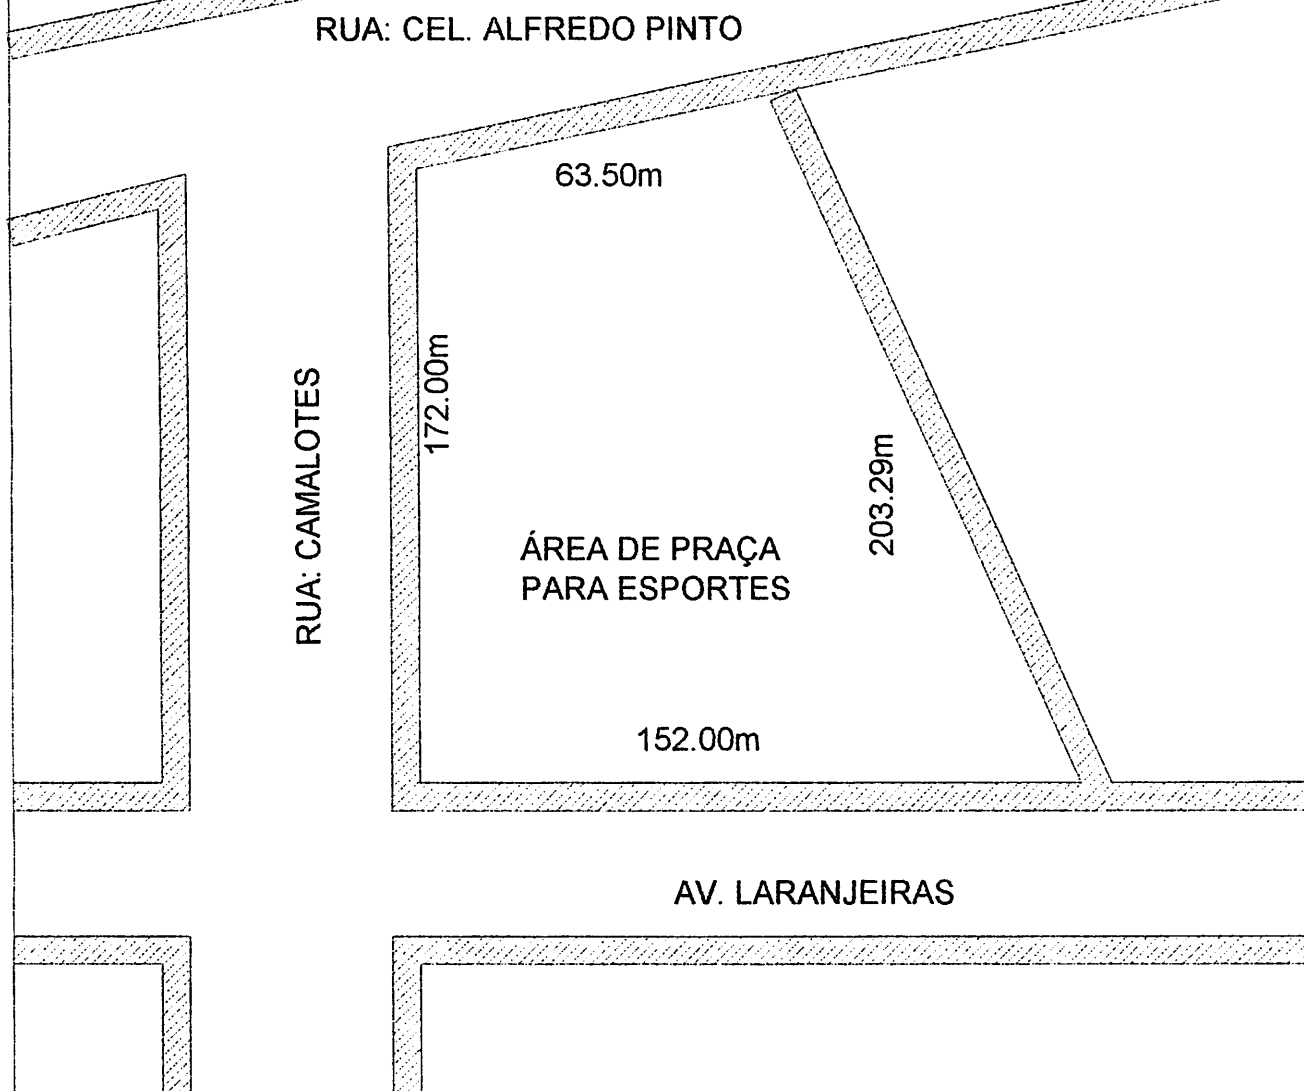 RUA: CEL. ALFREDO PINTO
63.50m
172.00m
RUA: CAMALOTES
203.29m
ÁREA DE PRAÇA
PARA ESPORTES
152.00m
AV. LARANJEIRAS